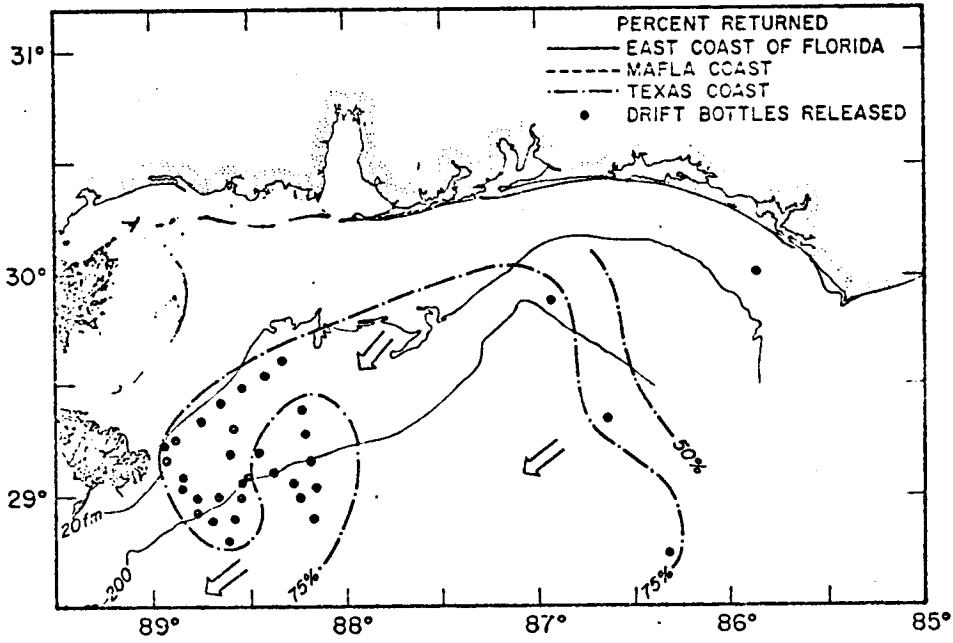 PERCENT RETURNED
EAST COAST OF FLORIDA
MAFLA COAST
TEXAS COAST
DRIFT BOTTLES RELEASED
31°
30°
29°
50%
75%
75%
20fm
200
89°
88°
87°
86°
85°